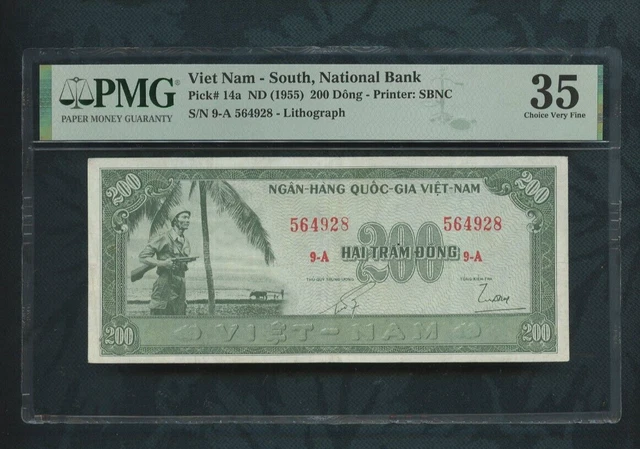 PMG
PAPER MONEY GUARANTY
Viet Nam - South, National Bank
Pick# 14a ND (1955) 200 Dông - Printer: SBNC
S/N 9-A 564928 - Lithograph
35
Choice Very Fine
200
200
NGÂN-HÀNG QUỐC-GIA VIỆT-NAM
564928
564928
9-A
200
HAI TRĂM ĐỒNG
9-A
VIỆT-NAM
200
200